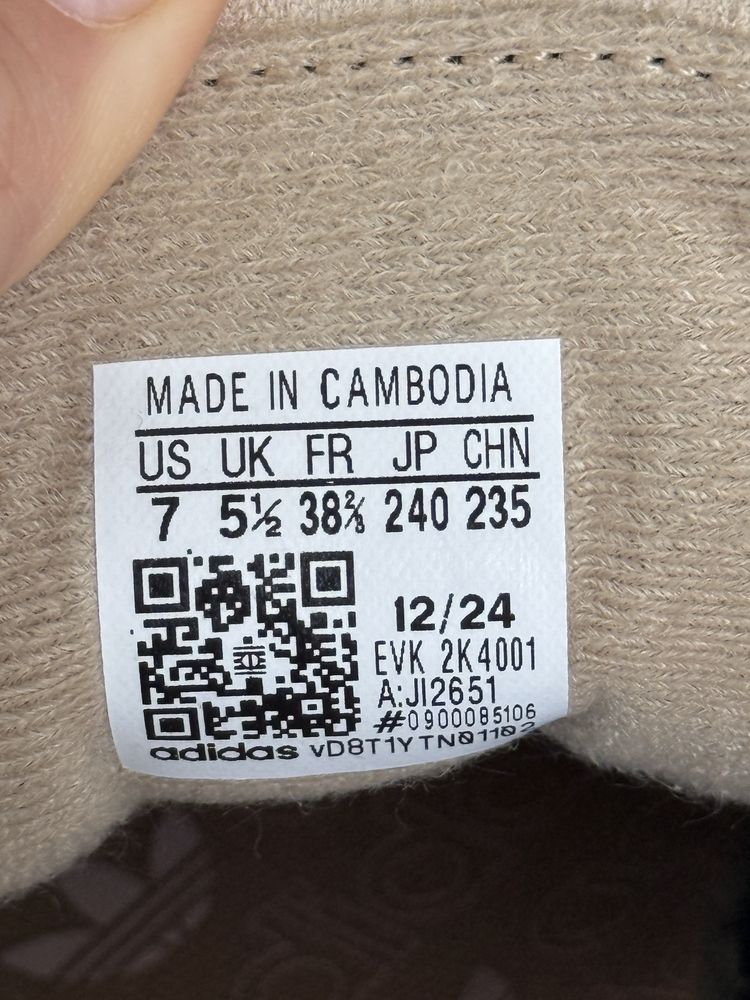 MADE IN CAMBODIA
US UK FR JP CHN
7 5½ 38⅔ 240 235
12/24
EVK 2K4001
A:JI2651
#0900085106
adidas vD8T1YTN01102